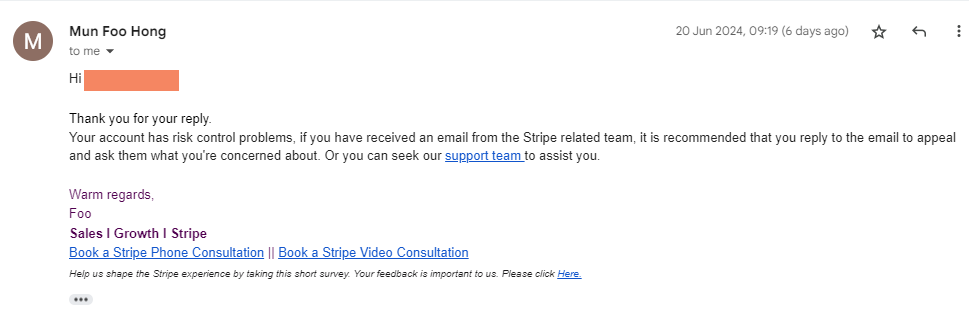 M
Mun Foo Hong
20 Jun 2024, 09:19 (6 days ago)
to me
Hi
Thank you for your reply.
Your account has risk control problems, if you have received an email from the Stripe related team, it is recommended that you reply to the email to appeal
and ask them what you're concerned about. Or you can seek our support team to assist you.
Warm regards,
Foo
Sales I Growth I Stripe
Book a Stripe Phone Consultation || Book a Stripe Video Consultation
Help us shape the Stripe experience by taking this short survey. Your feedback is important to us. Please click Here.